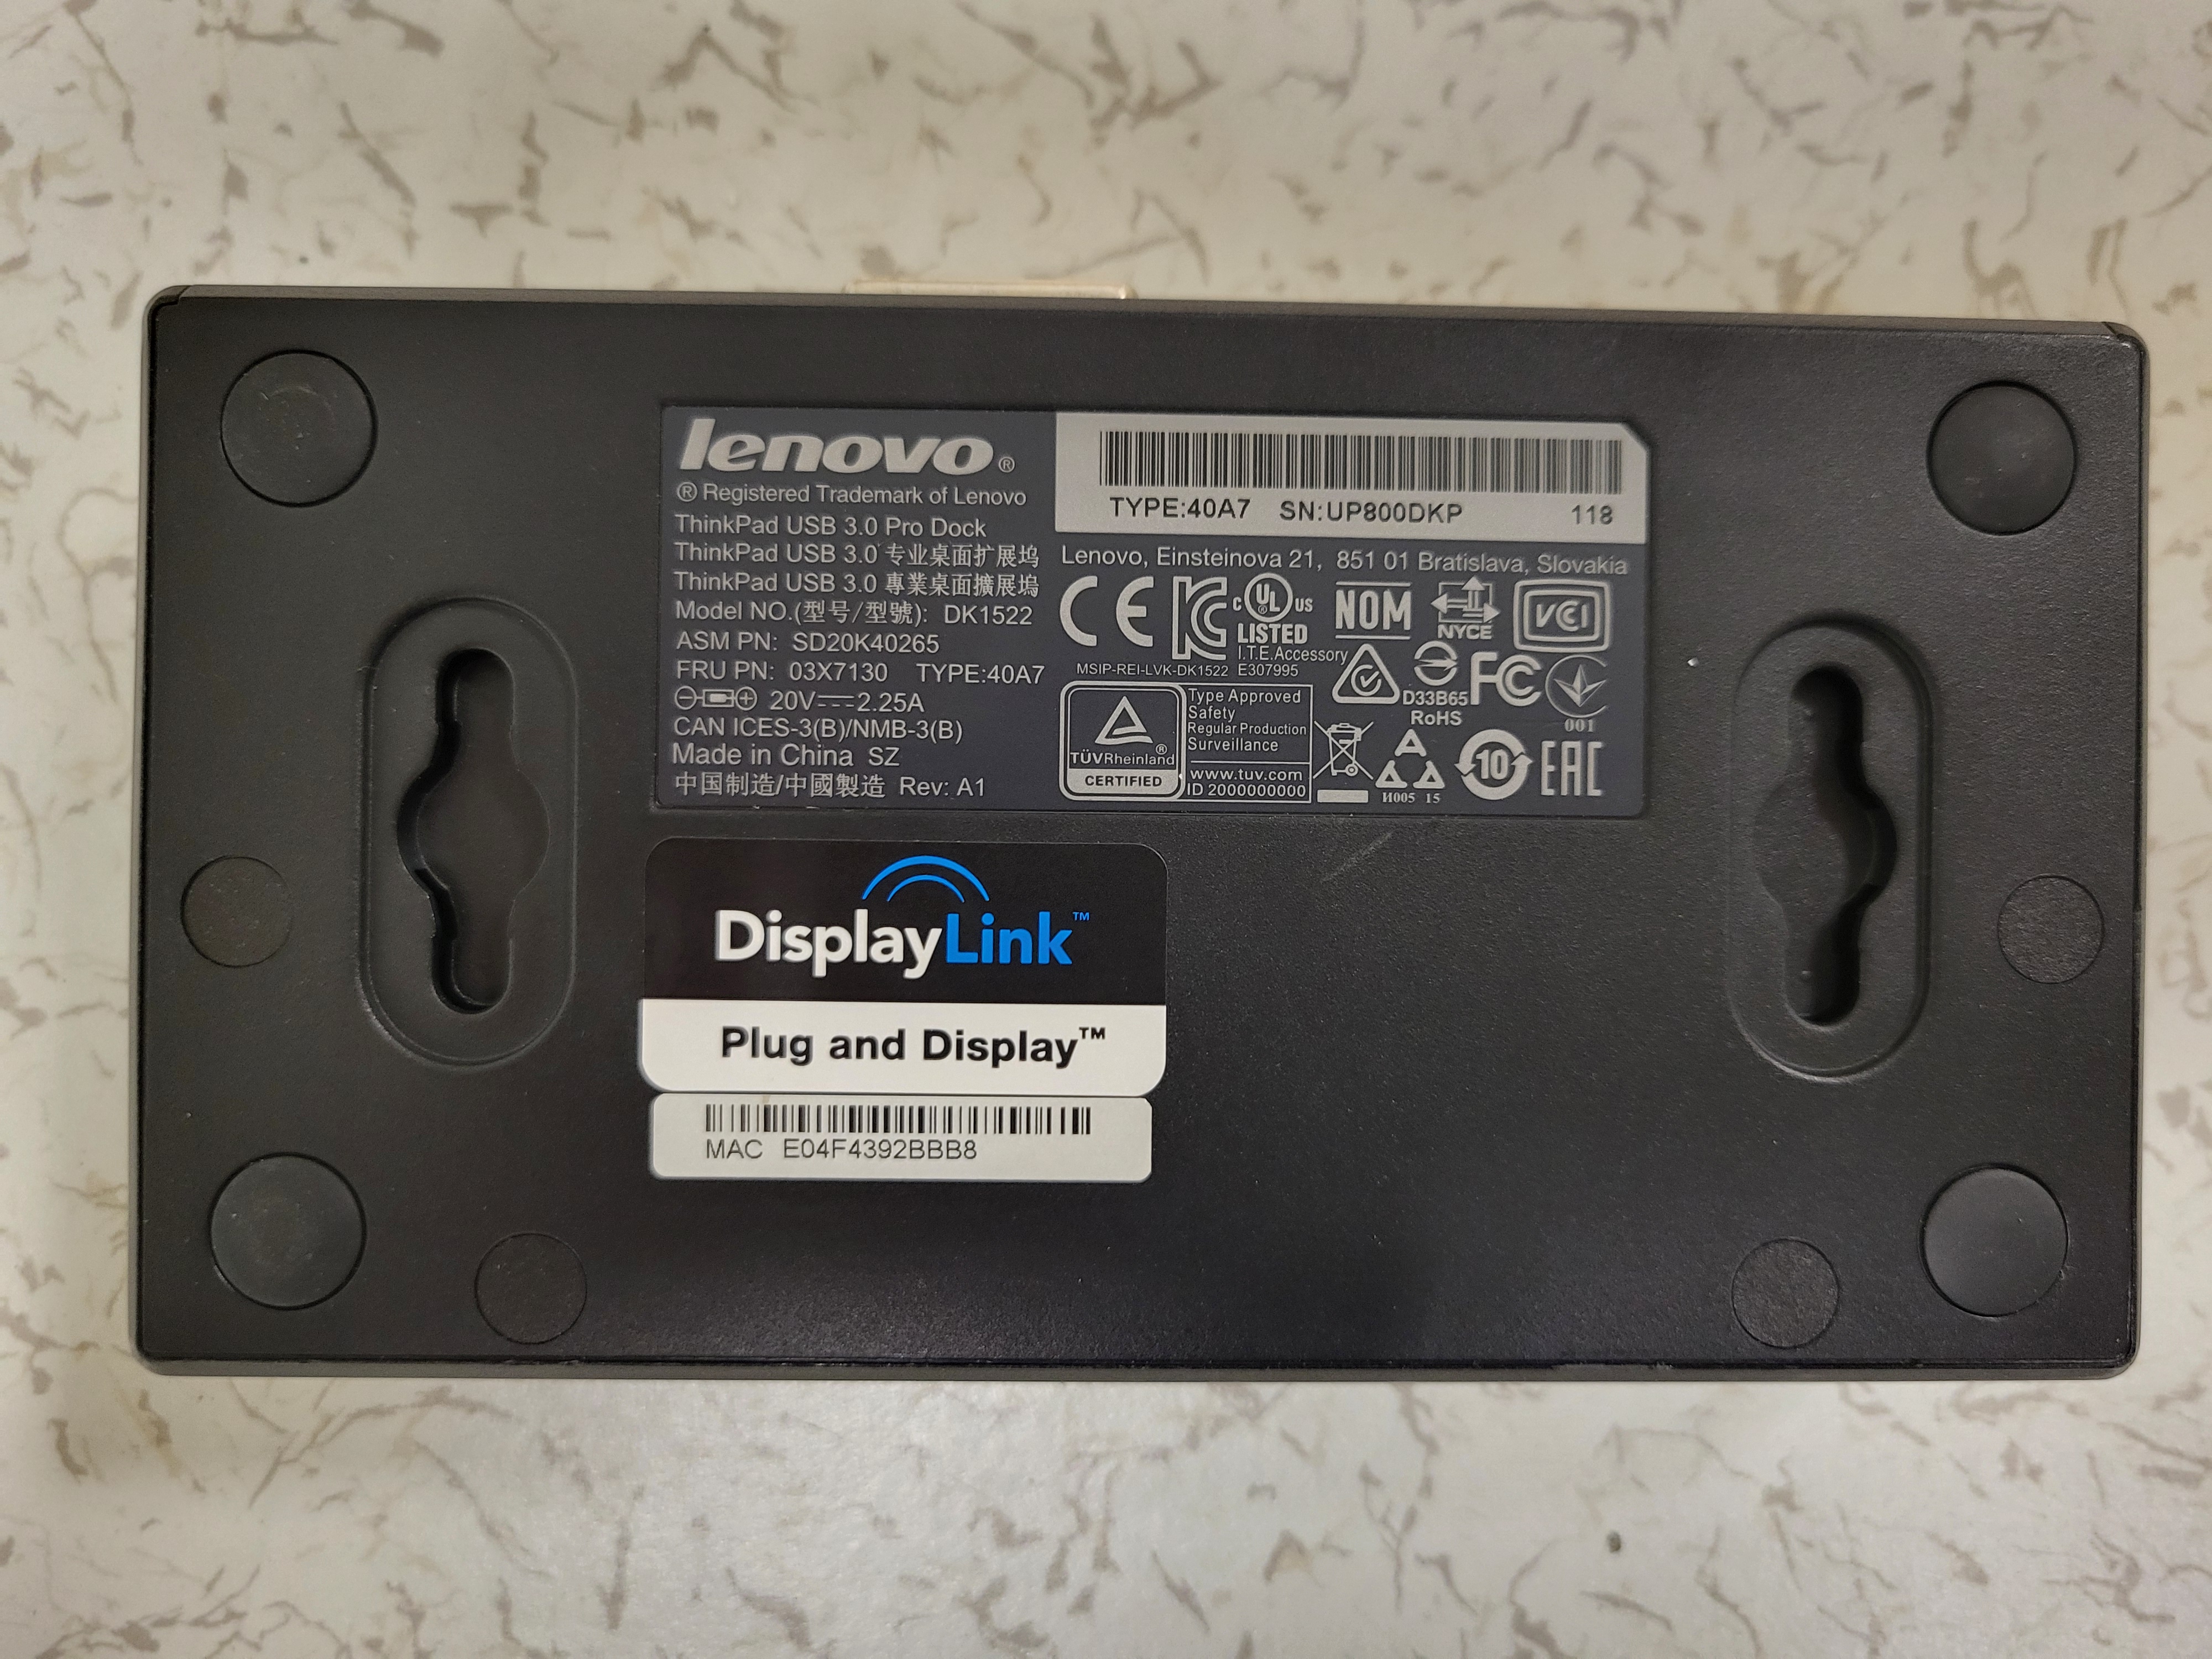 lenovo®
® Registered Trademark of Lenovo
ThinkPad USB 3.0 Pro Dock
ThinkPad USB 3.0 专业桌面扩展坞
ThinkPad USB 3.0 專業桌面擴展塢
Model NO.(型号/型號): DK1522
ASM PN: SD20K40265
FRU PN: 03X7130 TYPE:40A7
20V 2.25A
CAN ICES-3(B)/NMB-3(B)
Made in China SZ
中国制造/中國製造 Rev: A1
TYPE:40A7 SN:UP800DKP 118
Lenovo, Einsteinova 21, 851 01 Bratislava, Slovakia
CE
c UL® US
LISTED
I.T.E.Accessory
MSIP-REI-LVK-DK1522 E307995
NOM
NYCE
VCI
D33B65
RoHS
FC
001
TÜVRheinland®
CERTIFIED
Type Approved
Safety
Regular Production
Surveillance
www.tuv.com
ID 2000000000
И005 15
10
EAC
DisplayLink™
Plug and Display™
MAC E04F4392BBB8